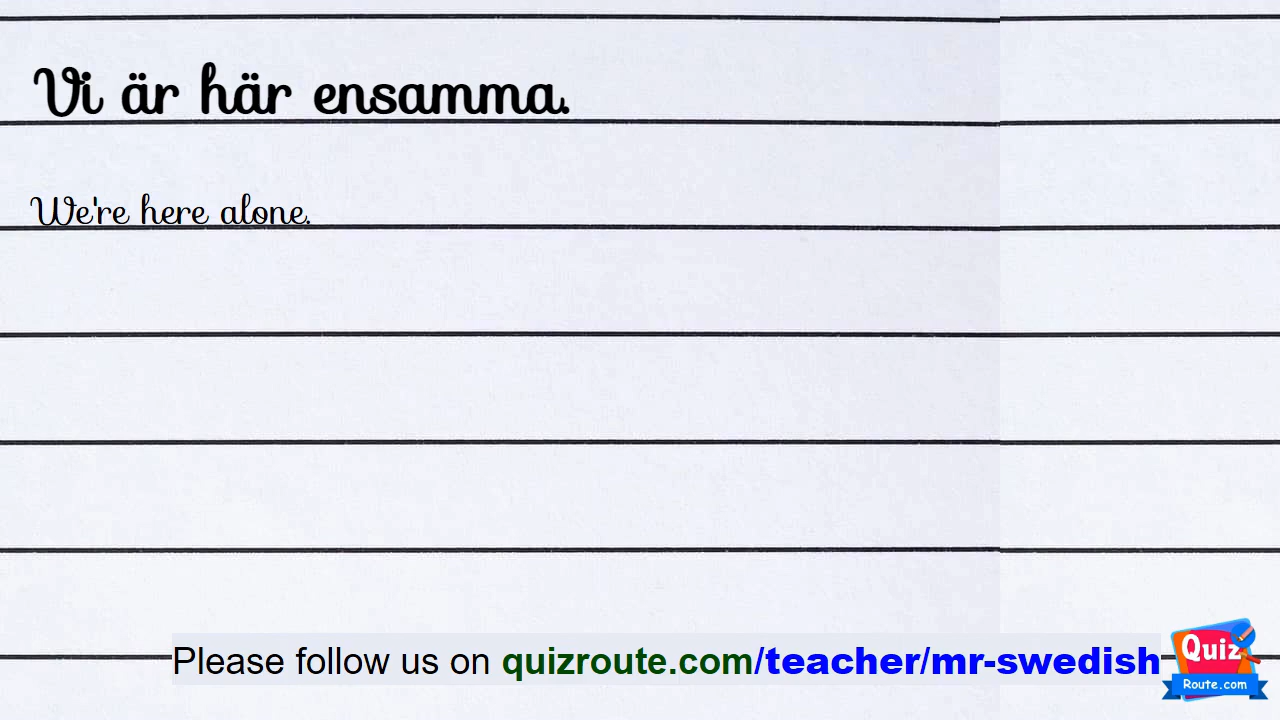 Vi är här ensamma.
We're here alone.
Please follow us on quizroute.com/teacher/mr-swedish
Quiz
Route.com